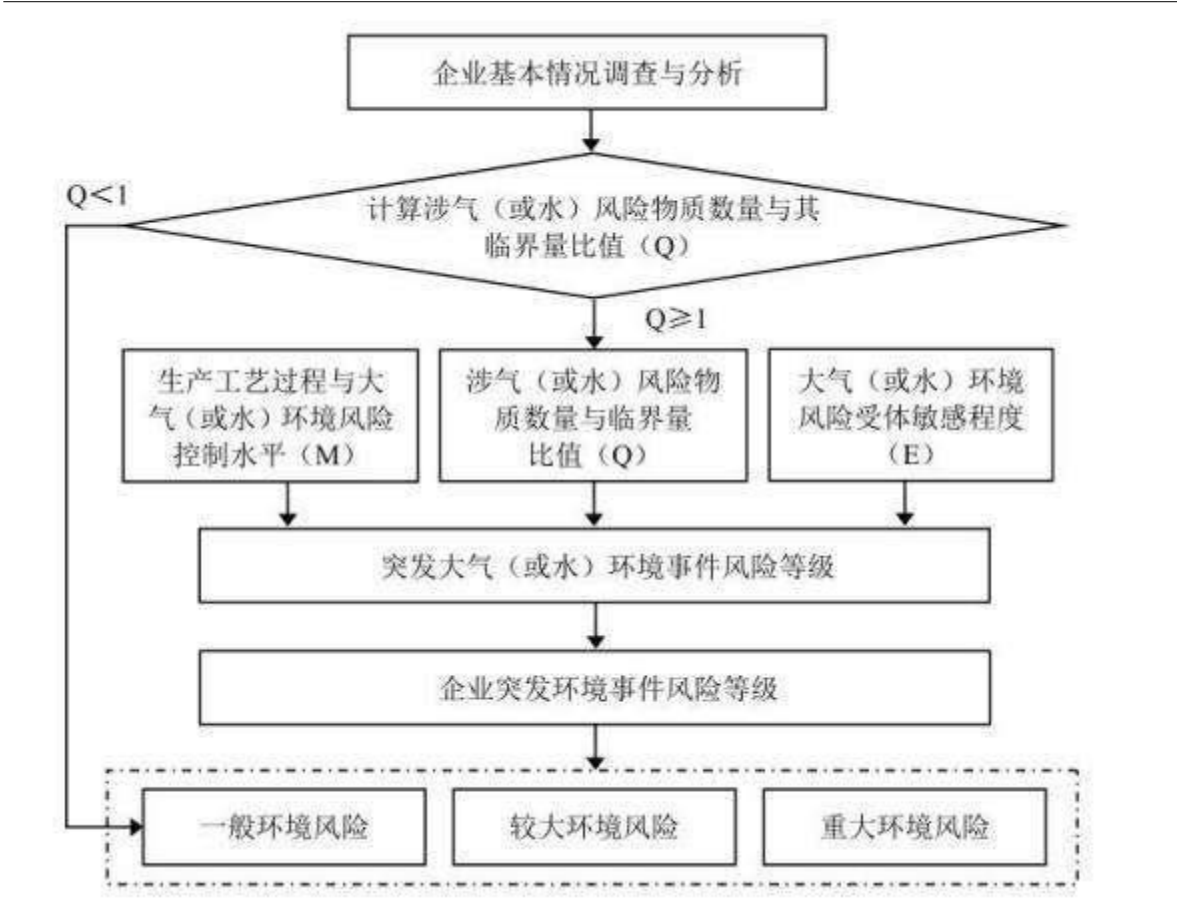 企业基本情况调查与分析
Q＜1
计算涉气（或水）风险物质数量与其
临界量比值（Q）
Q≥1
生产工艺过程与大
气（或水）环境风险
控制水平（M）
涉气（或水）风险物
质数量与临界量
比值（Q）
大气（或水）环境
风险受体敏感程度
（E）
突发大气（或水）环境事件风险等级
企业突发环境事件风险等级
一般环境风险
较大环境风险
重大环境风险